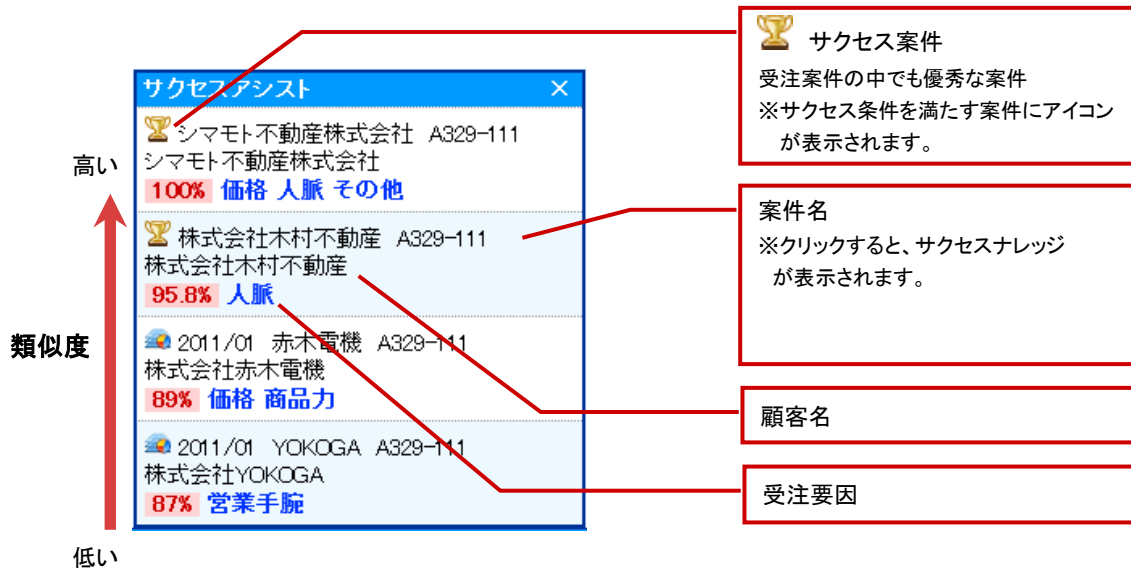 サクセスアシスト ×
シマモト不動産株式会社 A329-111
シマモト不動産株式会社
100% 価格 人脈 その他
株式会社木村不動産 A329-111
株式会社木村不動産
95.8% 人脈
2011/01 赤木電機 A329-111
株式会社赤木電機
89% 価格 商品力
2011/01 YOKOGA A329-111
株式会社YOKOGA
87% 営業手腕
高い
類似度
低い
サクセス案件
受注案件の中でも優秀な案件
※サクセス条件を満たす案件にアイコン
が表示されます。
案件名
※クリックすると、サクセスナレッジ
が表示されます。
顧客名
受注要因